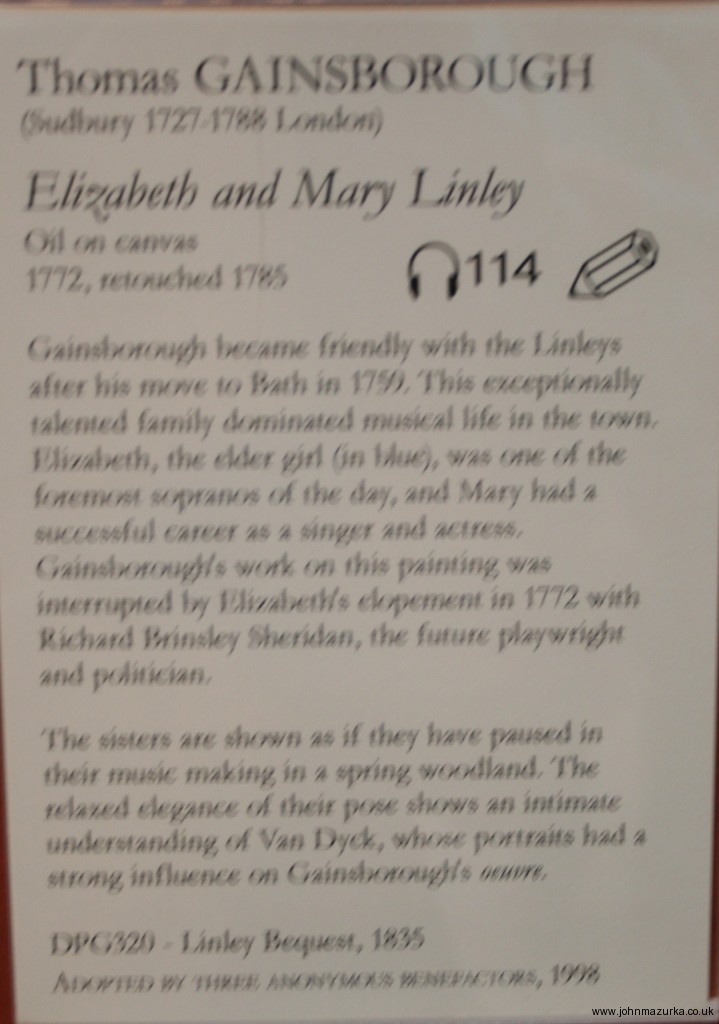 Thomas GAINSBOROUGH
(Sudbury 1727-1788 London)
Elizabeth and Mary Linley
Oil on canvas
1772, retouched 1785
114
Gainsborough became friendly with the Linleys
after his move to Bath in 1759. This exceptionally
talented family dominated musical life in the town.
Elizabeth, the elder girl (in blue), was one of the
foremost sopranos of the day, and Mary had a
successful career as a singer and actress.
Gainsborough's work on this painting was
interrupted by Elizabeth's elopement in 1772 with
Richard Brinsley Sheridan, the future playwright
and politician.
The sisters are shown as if they have paused in
their music making in a spring woodland. The
relaxed elegance of their pose shows an intimate
understanding of Van Dyck, whose portraits had a
strong influence on Gainsborough's oeuvre.
DPG320 - Linley Bequest, 1835
ADOPTED BY THREE ANONYMOUS BENEFACTORS, 1998
www.johnmazurka.co.uk